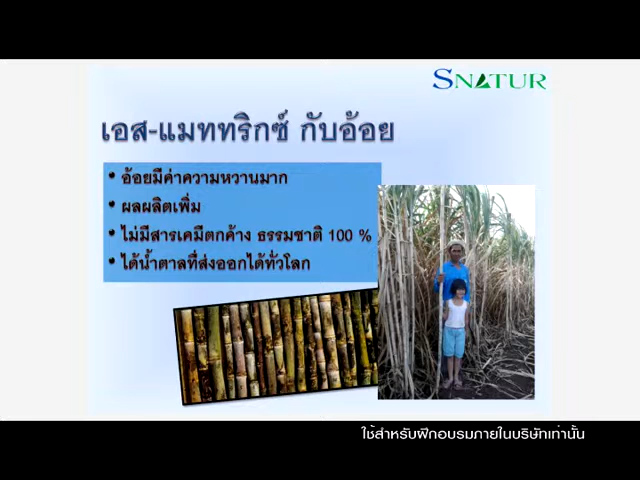 SNATUR
เอส-แมททริกซ์ กับอ้อย
• อ้อยมีค่าความหวานมาก
• ผลผลิตเพิ่ม
• ไม่มีสารเคมีตกค้าง ธรรมชาติ 100 %
• ได้น้ำตาลที่ส่งออกได้ทั่วโลก
ใช้สำหรับฝึกอบรมภายในบริษัทเท่านั้น